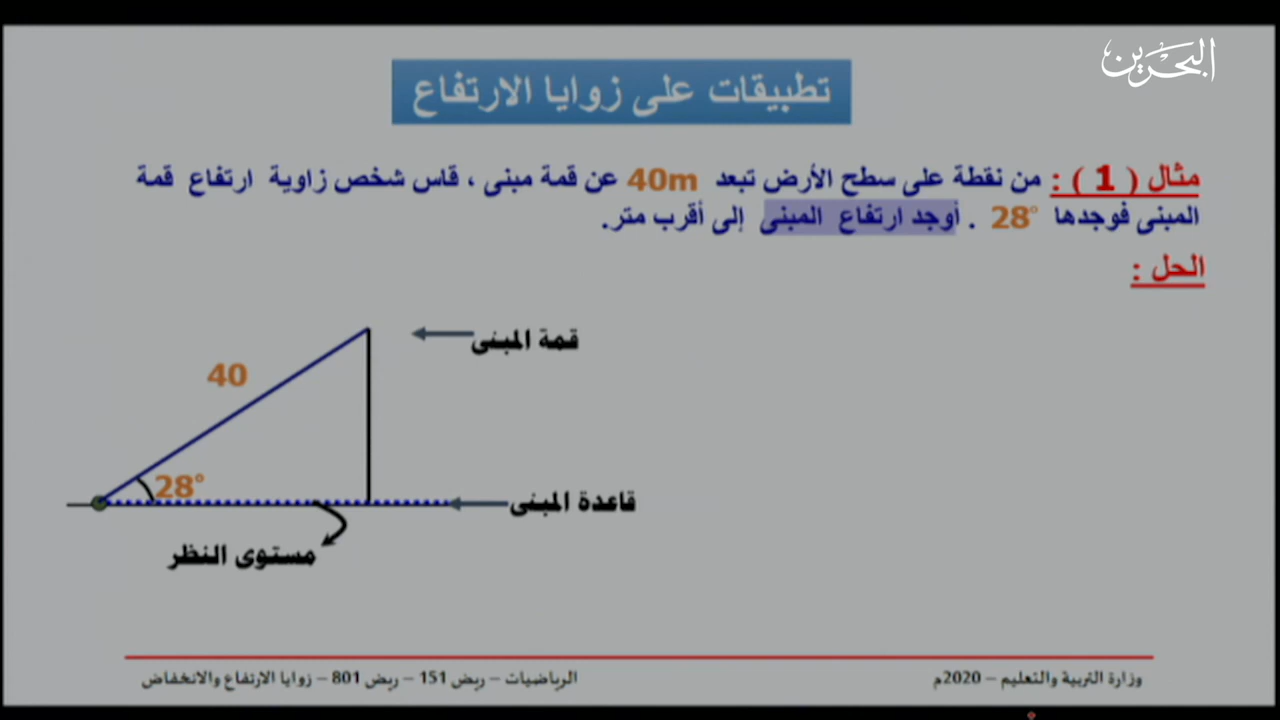 البحرين
تطبيقات على زوايا الارتفاع
مثال ( 1 ) : من نقطة على سطح الأرض تبعد 40m عن قمة مبنى ، قاس شخص زاوية ارتفاع قمة
المبنى فوجدها 28° . أوجد ارتفاع المبنى إلى أقرب متر.
الحل :
قمة المبنى
40
28°
قاعدة المبنى
مستوى النظر
وزارة التربية والتعليم – 2020م
الرياضيات – ريض 151 – ريض 801 – زوايا الارتفاع والانخفاض